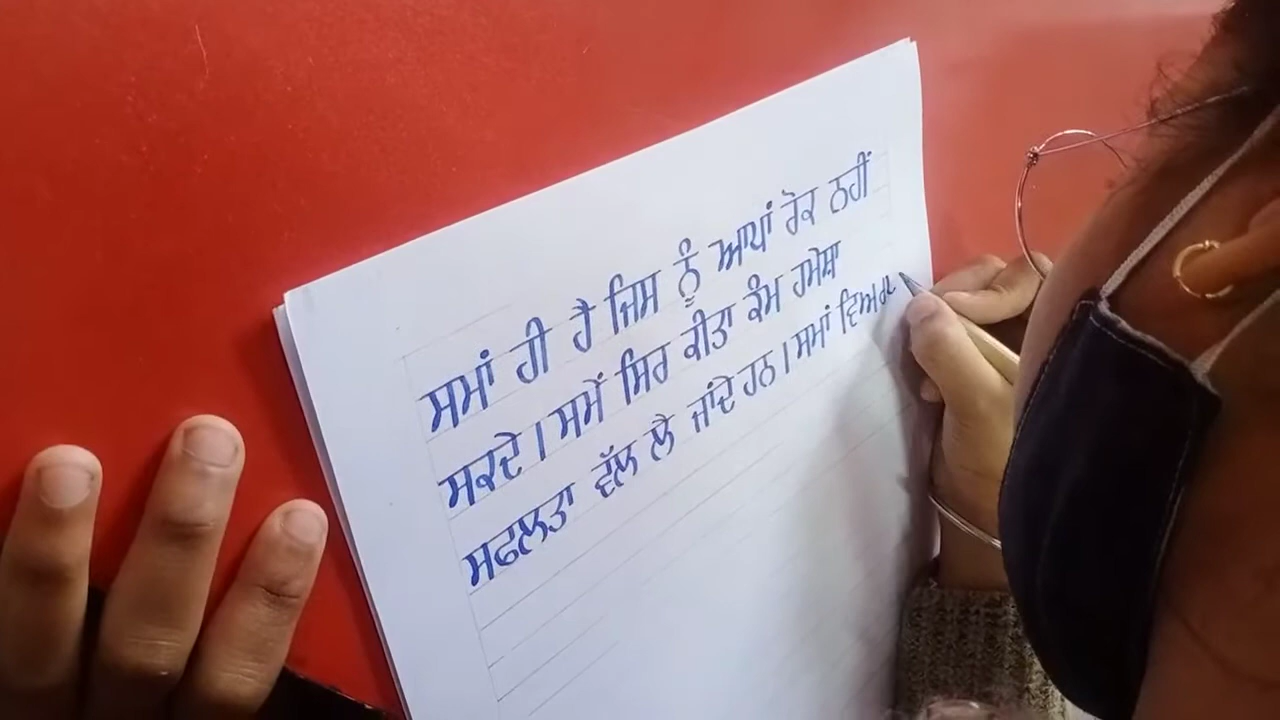 ਸਮਾਂ ਹੀ ਹੈ ਜਿਸ ਨੂੰ ਆਪਾਂ ਰੋਕ ਨਹੀਂ
ਸਕਦੇ। ਸਮੇਂ ਸਿਰ ਕੀਤਾ ਕੰਮ ਹਮੇਸ਼ਾ
ਸਫਲਤਾ ਵੱਲ ਲੈ ਜਾਂਦੇ ਹਨ। ਸਮਾਂ